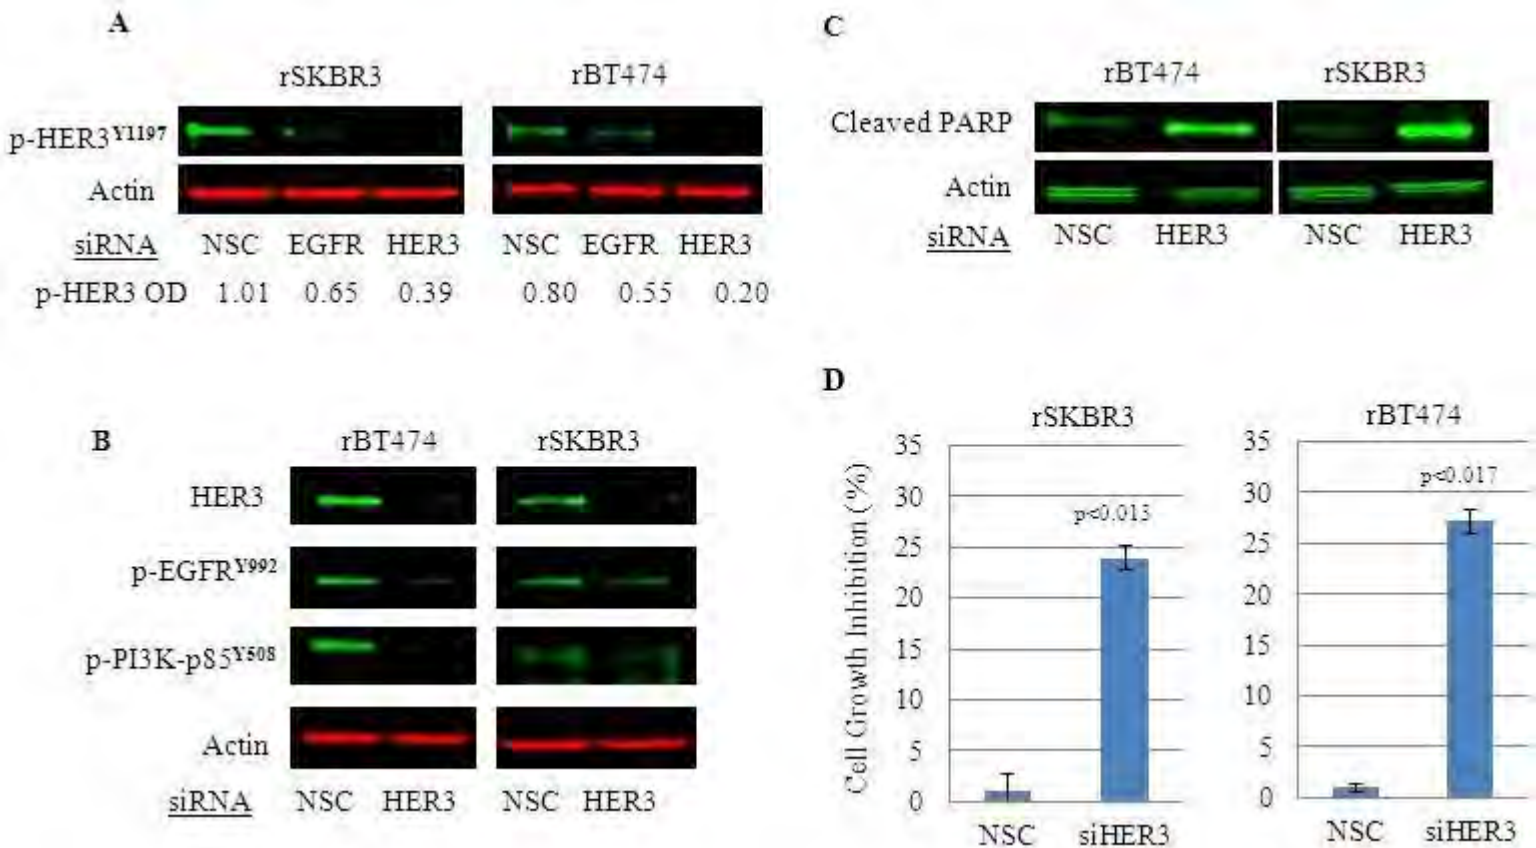 A
rSKBR3 rBT474
p-HER3Y1197
Actin
siRNA NSC EGFR HER3 NSC EGFR HER3
p-HER3 OD 1.01 0.65 0.39 0.80 0.55 0.20
B
rBT474 rSKBR3
HER3
p-EGFRY992
p-PI3K-p85Y508
Actin
siRNA NSC HER3 NSC HER3
C
rBT474 rSKBR3
Cleaved PARP
Actin
siRNA NSC HER3 NSC HER3
D
rSKBR3
Cell Growth Inhibition (%)
35
30
25
20
15
10
5
0
p<0.015
NSC siHER3
rBT474
35
30
25
20
15
10
5
0
p<0.017
NSC siHER3